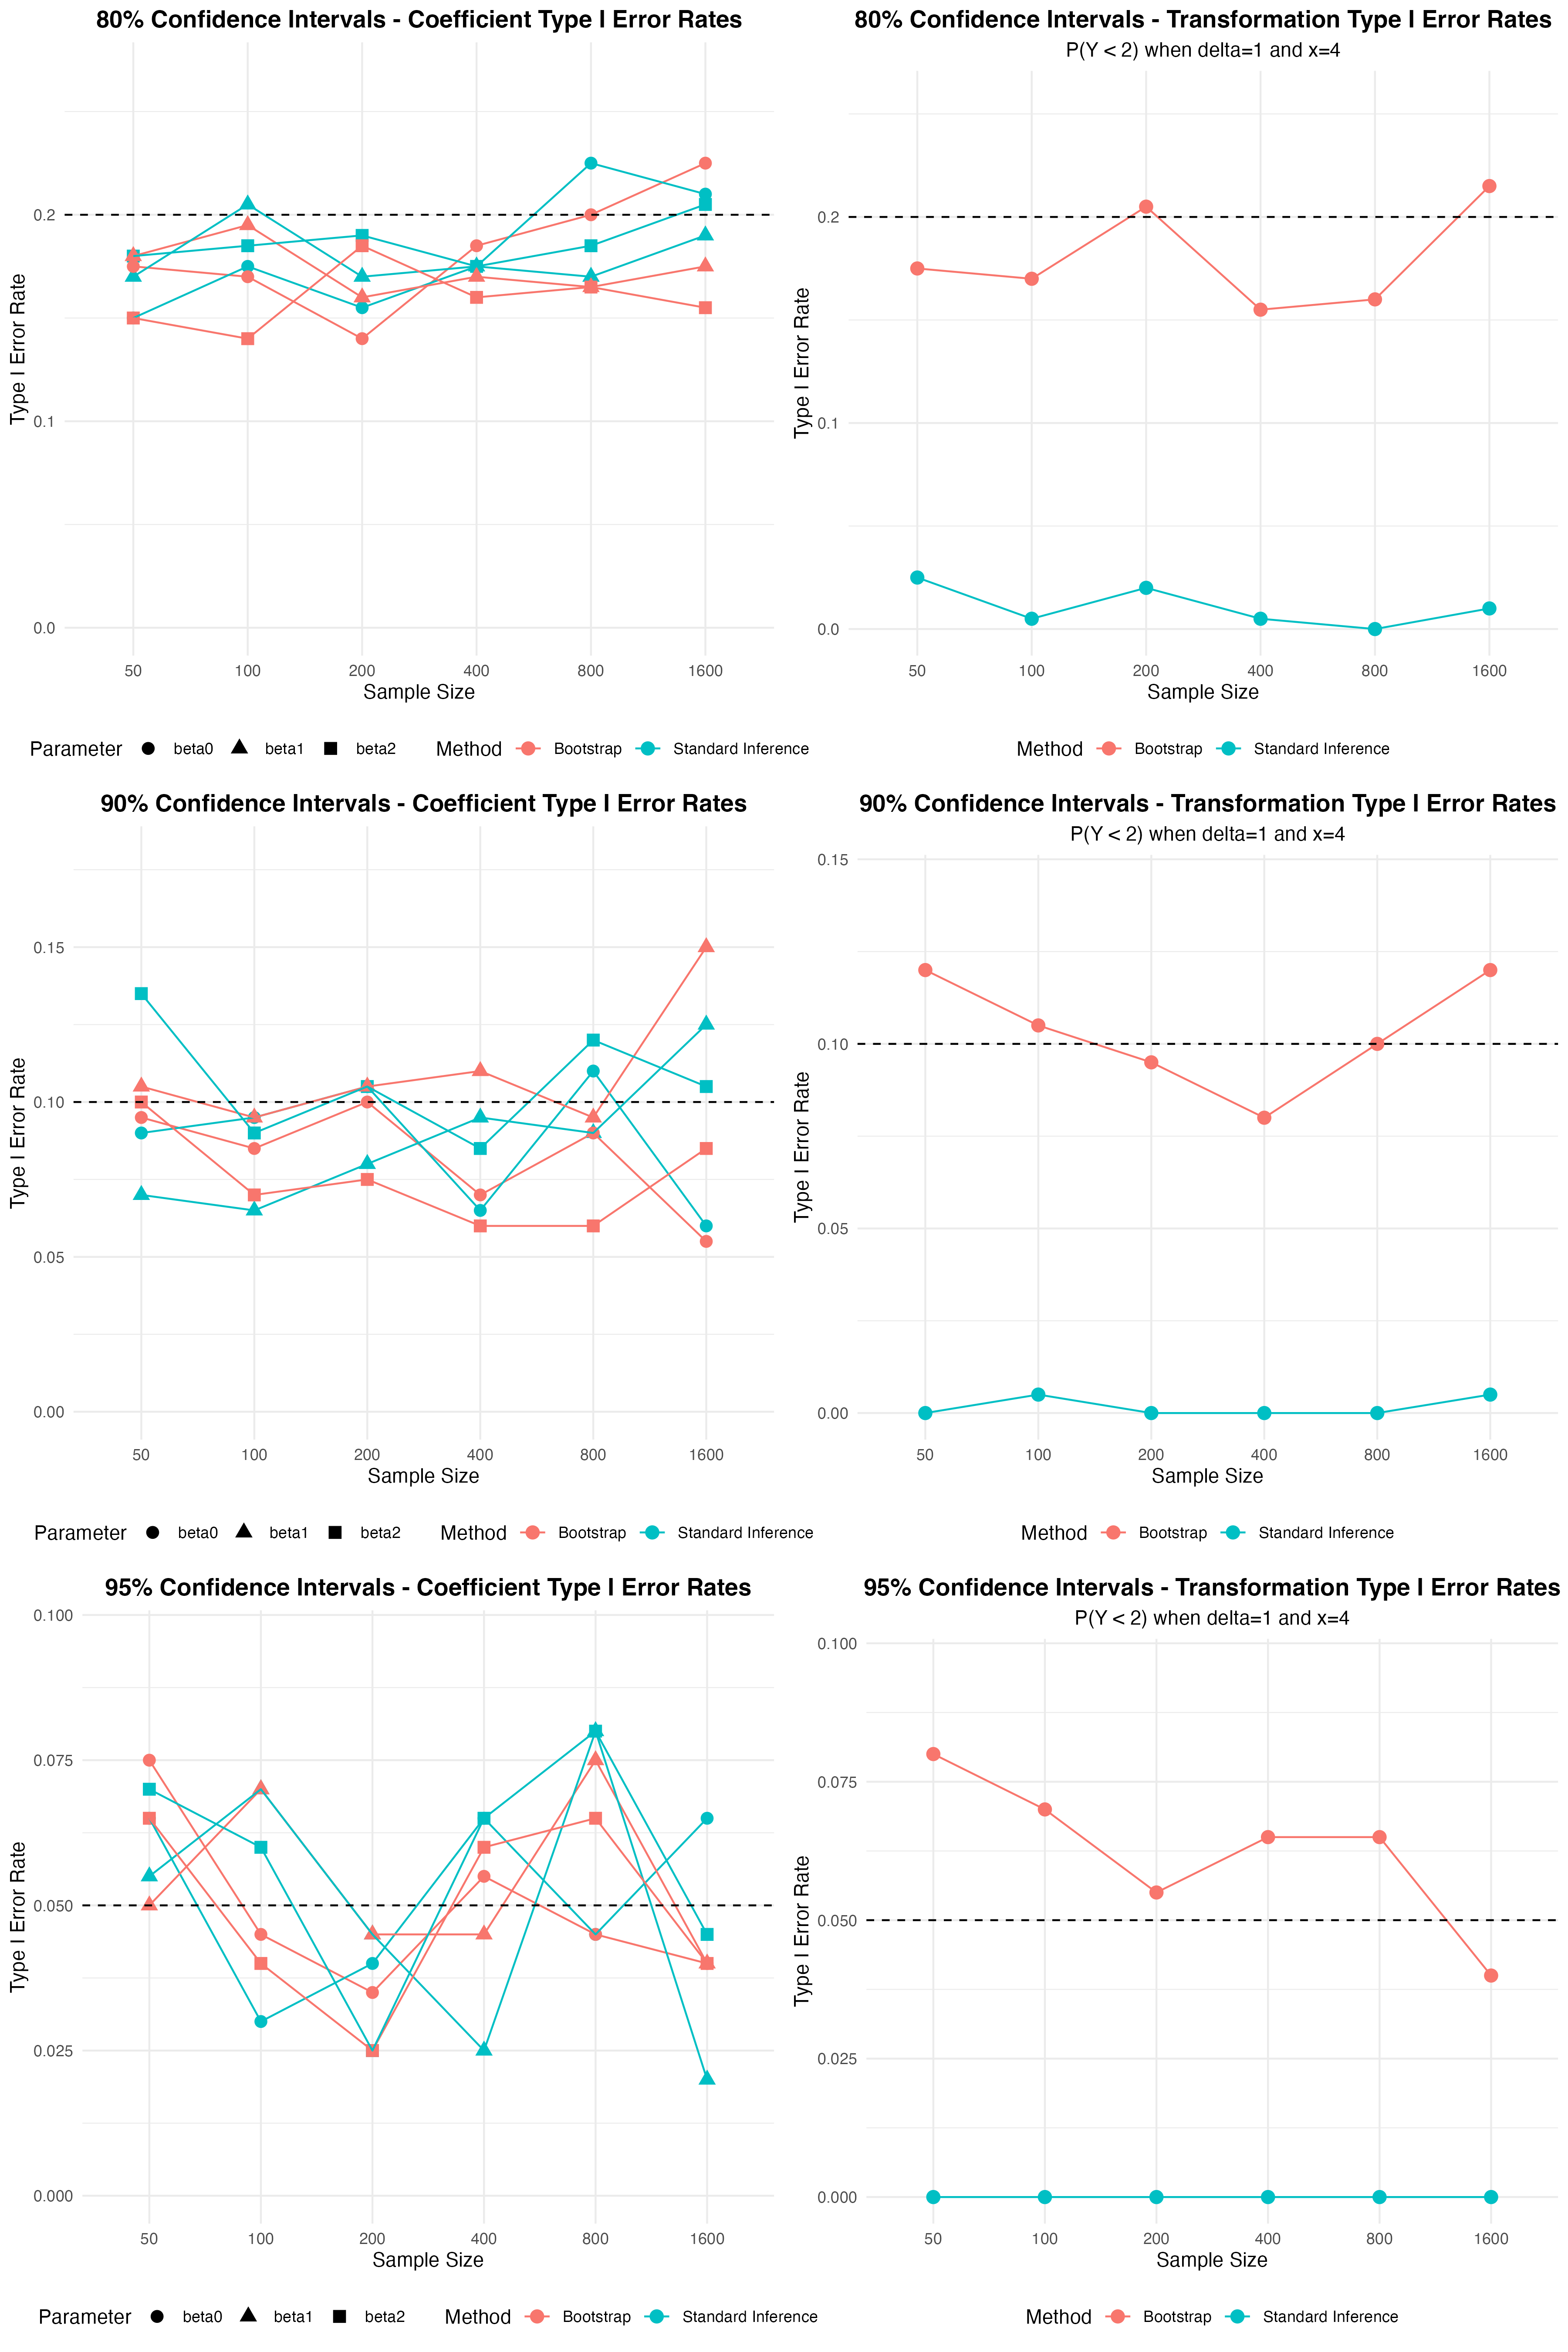 80% Confidence Intervals - Coefficient Type I Error Rates
Type I Error Rate
0.2
0.1
0.0
50 100 200 400 800 1600
Sample Size
Parameter beta0 beta1 beta2 Method Bootstrap Standard Inference
80% Confidence Intervals - Transformation Type I Error Rates
P(Y < 2) when delta=1 and x=4
Type I Error Rate
0.2
0.1
0.0
50 100 200 400 800 1600
Sample Size
Method Bootstrap Standard Inference
90% Confidence Intervals - Coefficient Type I Error Rates
Type I Error Rate
0.15
0.10
0.05
0.00
50 100 200 400 800 1600
Sample Size
Parameter beta0 beta1 beta2 Method Bootstrap Standard Inference
90% Confidence Intervals - Transformation Type I Error Rates
P(Y < 2) when delta=1 and x=4
Type I Error Rate
0.15
0.10
0.05
0.00
50 100 200 400 800 1600
Sample Size
Method Bootstrap Standard Inference
95% Confidence Intervals - Coefficient Type I Error Rates
Type I Error Rate
0.100
0.075
0.050
0.025
0.000
50 100 200 400 800 1600
Sample Size
Parameter beta0 beta1 beta2 Method Bootstrap Standard Inference
95% Confidence Intervals - Transformation Type I Error Rates
P(Y < 2) when delta=1 and x=4
Type I Error Rate
0.100
0.075
0.050
0.025
0.000
50 100 200 400 800 1600
Sample Size
Method Bootstrap Standard Inference